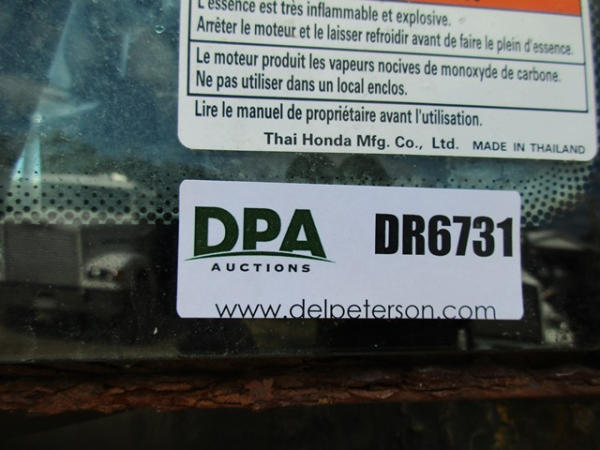 L'essence est très inflammable et explosive.
Arrêter le moteur et le laisser refroidir avant de faire le plein d'essence.
Le moteur produit les vapeurs nocives de monoxyde de carbone.
Ne pas utiliser dans un local enclos.
Lire le manuel de propriétaire avant l'utilisation.
Thai Honda Mfg. Co., Ltd. MADE IN THAILAND
DPA DR6731
AUCTIONS
www.delpeterson.com